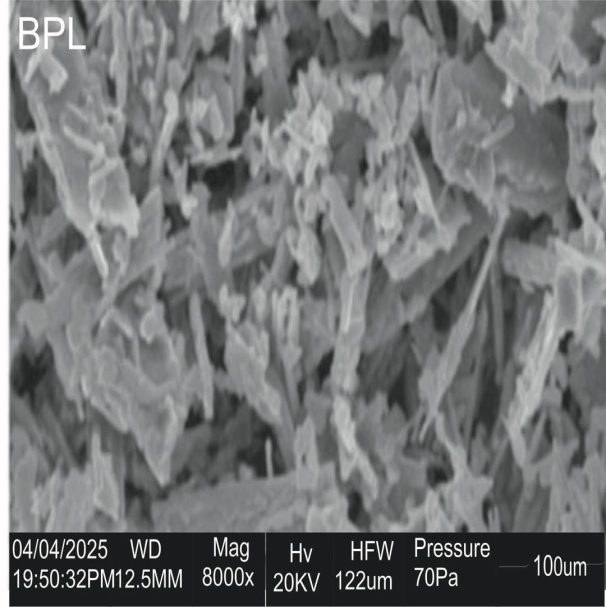 BPL
04/04/2025 WD Mag Hv HFW Pressure 100um
19:50:32PM12.5MM 8000x 20KV 122um 70Pa